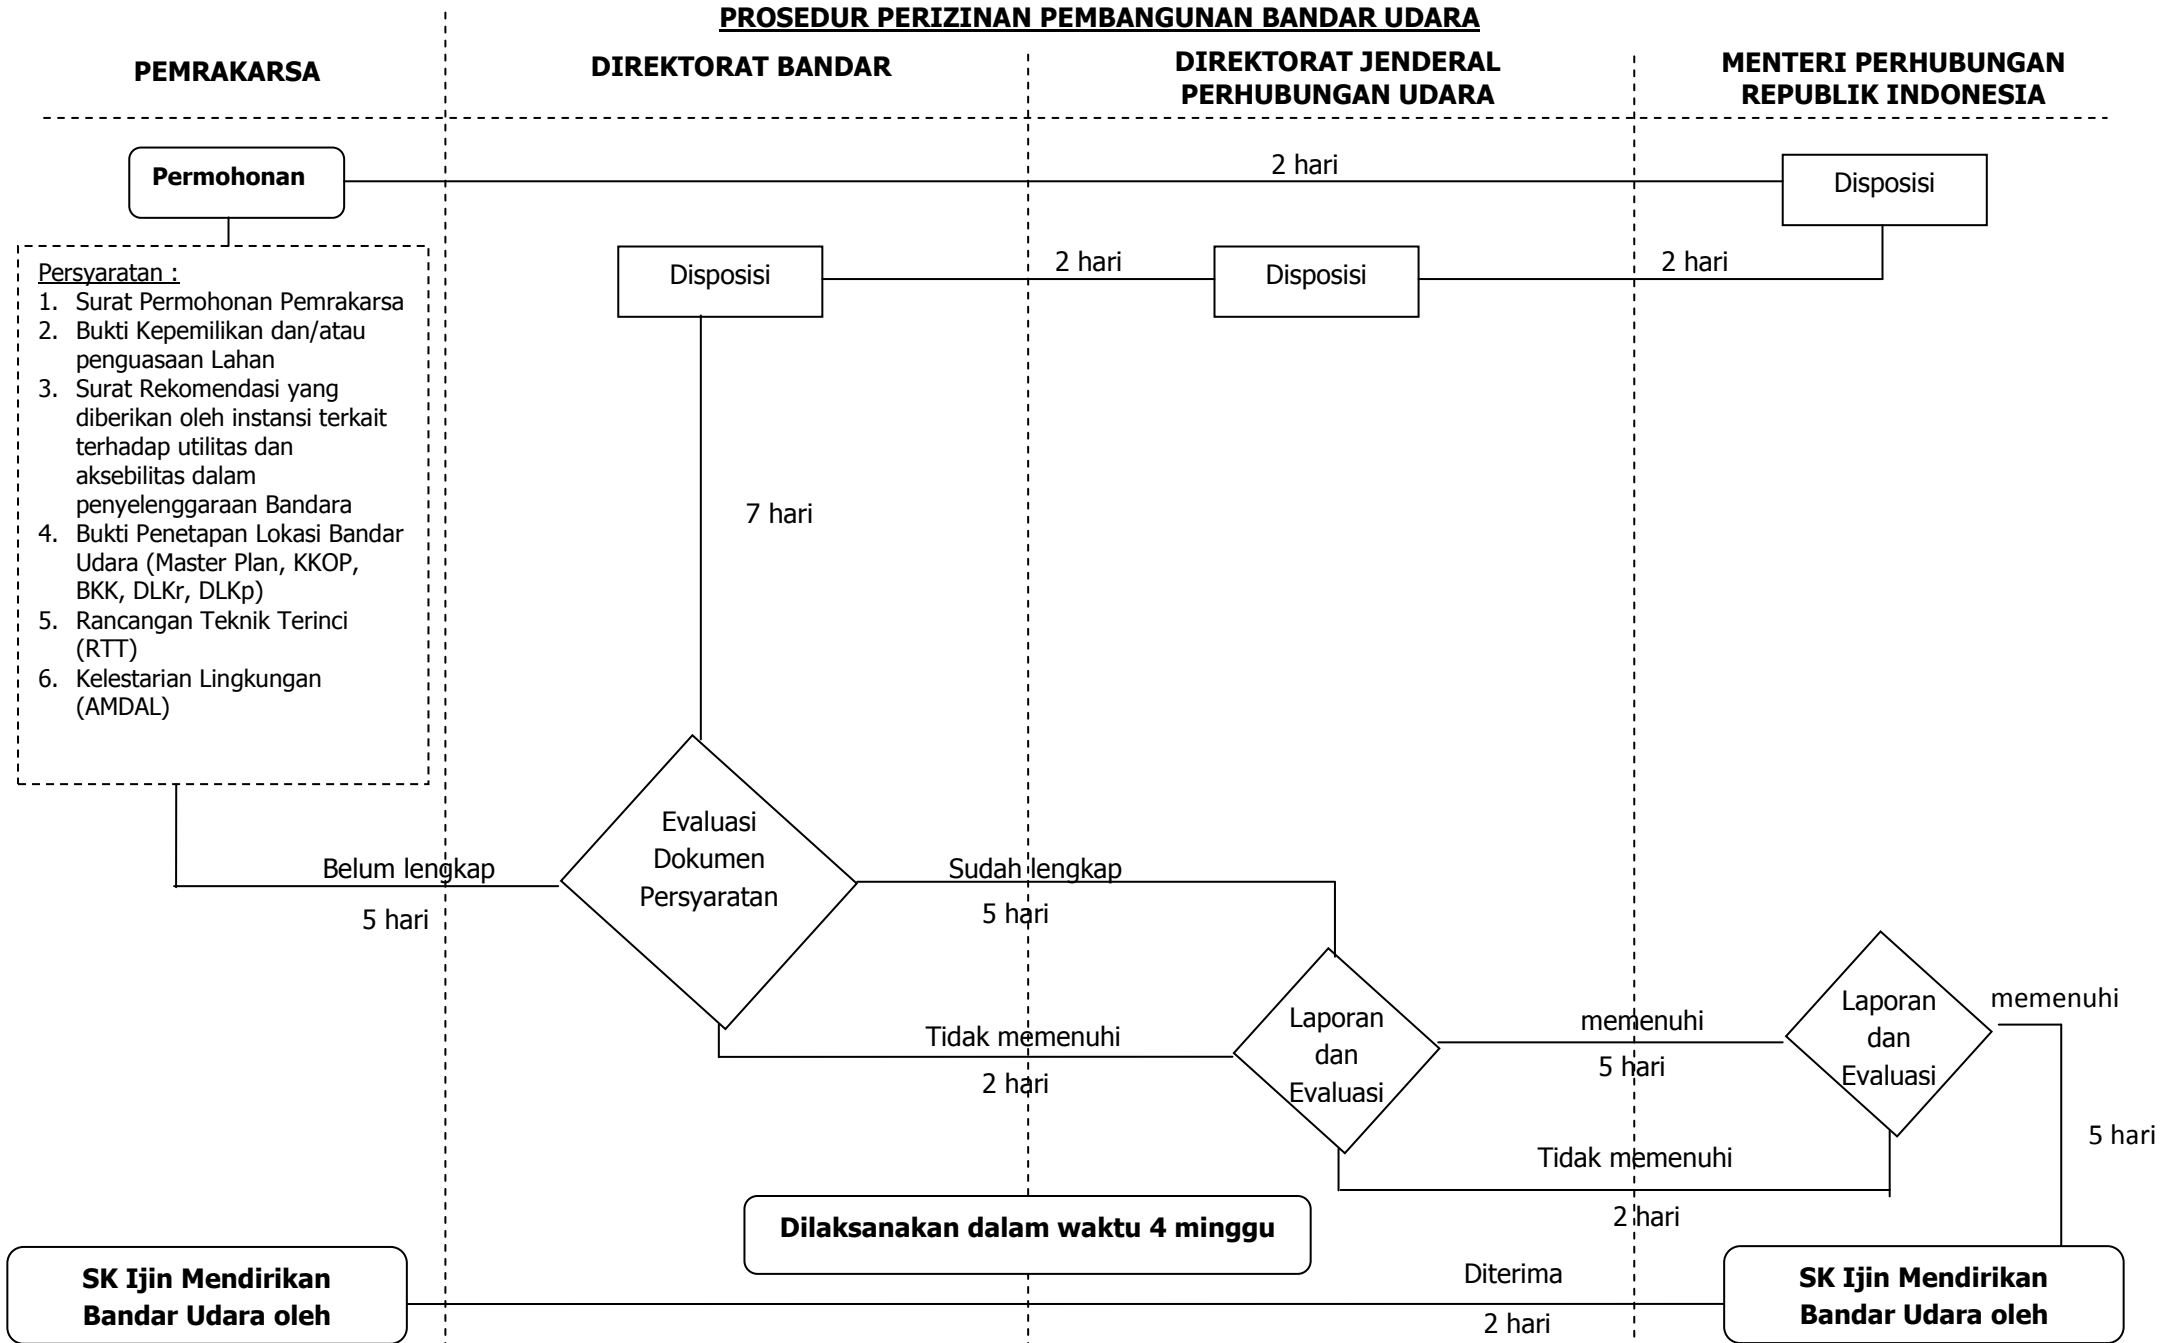 PROSEDUR PERIZINAN PEMBANGUNAN BANDAR UDARA
PEMRAKARSA
DIREKTORAT BANDAR
DIREKTORAT JENDERAL
PERHUBUNGAN UDARA
MENTERI PERHUBUNGAN
REPUBLIK INDONESIA
Permohonan
2 hari
Disposisi
Disposisi
2 hari
Disposisi
2 hari
Persyaratan :
1. Surat Permohonan Pemrakarsa
2. Bukti Kepemilikan dan/atau
penguasaan Lahan
3. Surat Rekomendasi yang
diberikan oleh instansi terkait
terhadap utilitas dan
aksebilitas dalam
penyelenggaraan Bandara
4. Bukti Penetapan Lokasi Bandar
Udara (Master Plan, KKOP,
BKK, DLKr, DLKp)
5. Rancangan Teknik Terinci
(RTT)
6. Kelestarian Lingkungan
(AMDAL)
7 hari
Evaluasi
Dokumen
Persyaratan
Belum lengkap
5 hari
Sudah lengkap
5 hari
Tidak memenuhi
2 hari
Laporan
dan
Evaluasi
memenuhi
5 hari
Laporan
dan
Evaluasi
memenuhi
5 hari
Tidak memenuhi
2 hari
Dilaksanakan dalam waktu 4 minggu
SK Ijin Mendirikan
Bandar Udara oleh
Diterima
2 hari
SK Ijin Mendirikan
Bandar Udara oleh